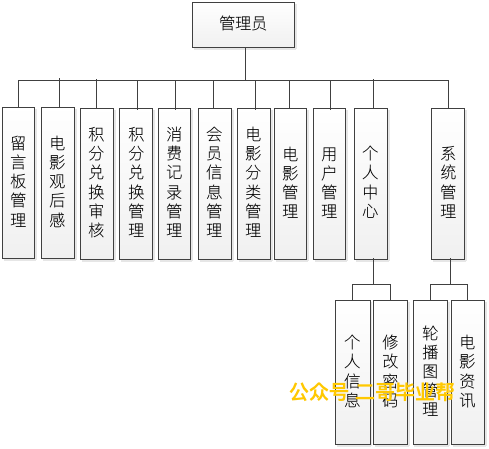 管理员
留言板管理
电影观后感
积分兑换审核
积分兑换管理
消费记录管理
会员信息管理
电影分类管理
电影管理
用户管理
个人中心
系统管理
个人信息
修改密码
轮播图管理
电影资讯
公众号 二哥毕业帮